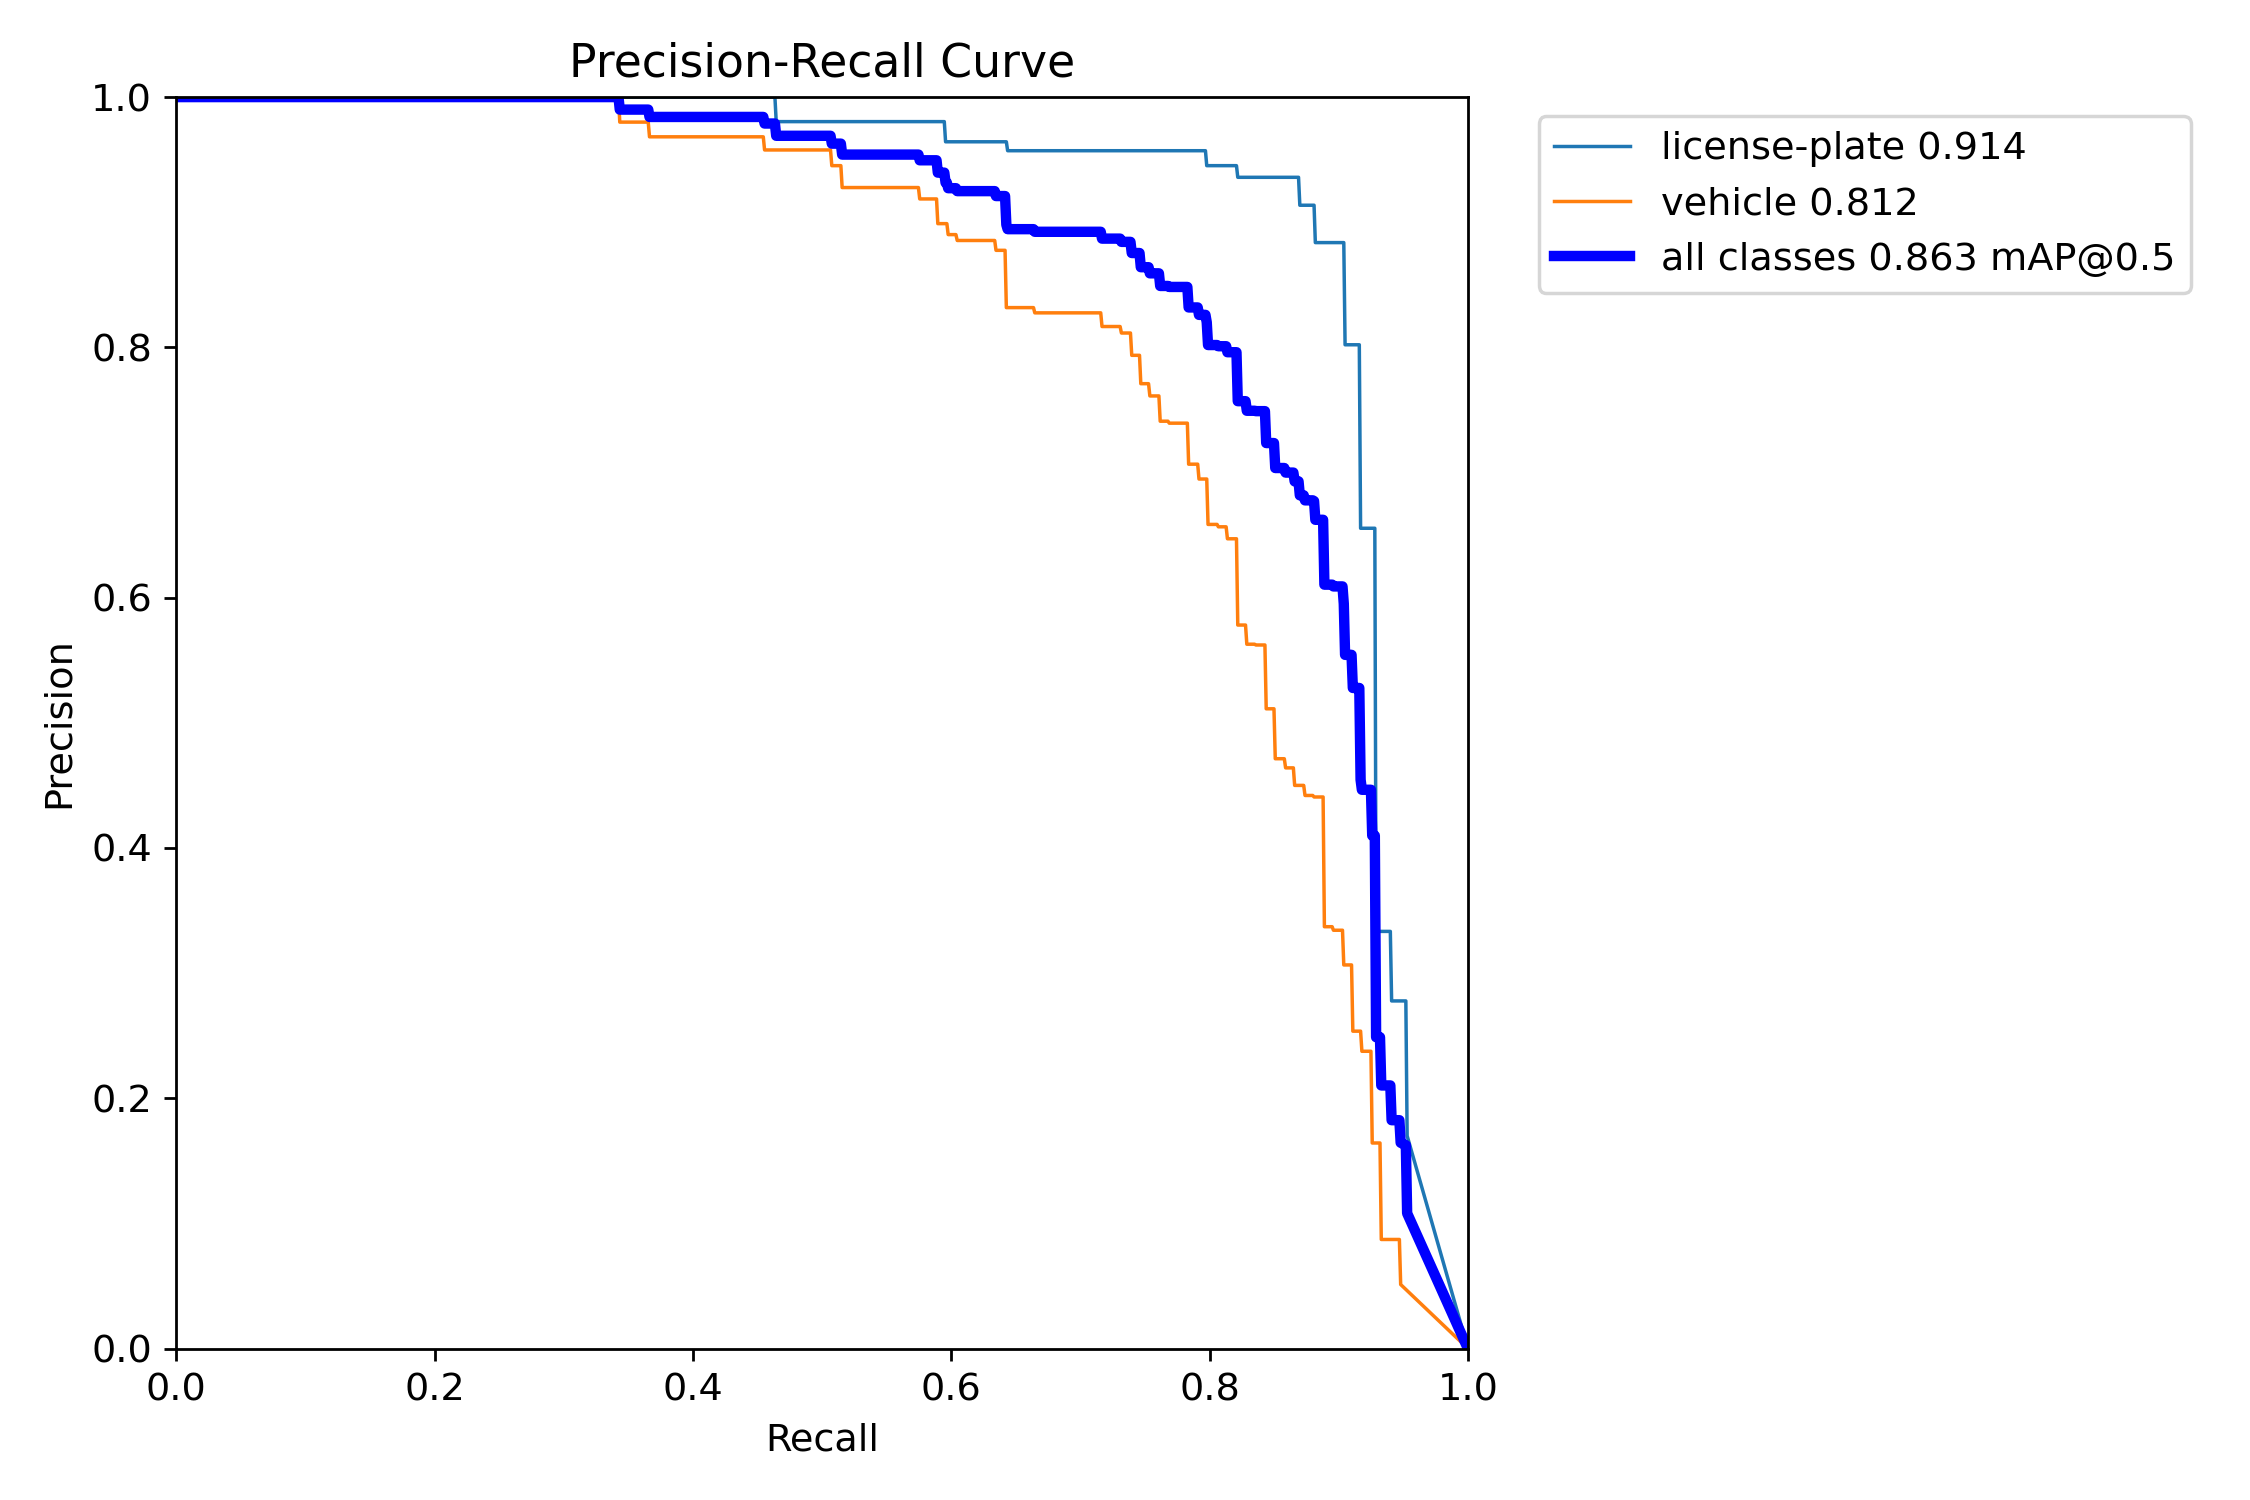 Precision-Recall Curve
1.0
0.8
0.6
0.4
0.2
0.0
Precision
0.0 0.2 0.4 0.6 0.8 1.0
Recall
license-plate 0.914
vehicle 0.812
all classes 0.863 mAP@0.5